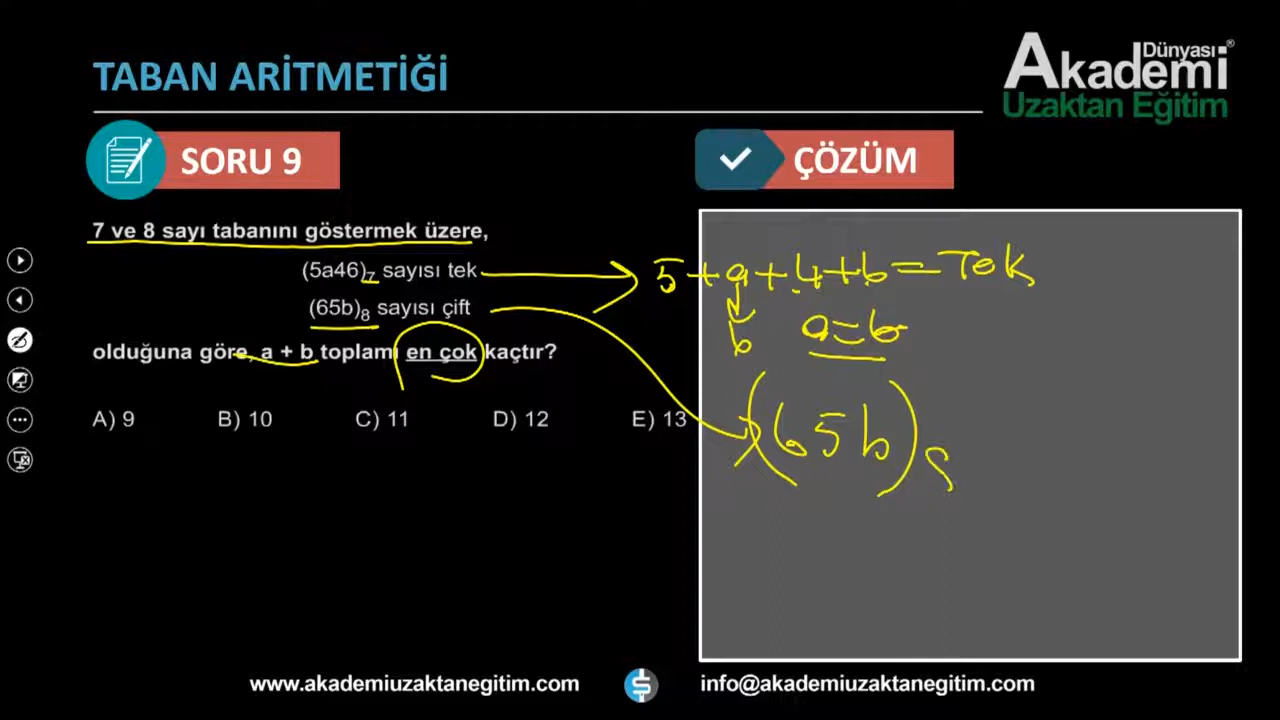 TABAN ARİTMETİĞİ
Akademi
Dünyası®
Uzaktan Eğitim
SORU 9
ÇÖZÜM
7 ve 8 sayı tabanını göstermek üzere,
(5a46)7 sayısı tek
(65b)8 sayısı çift
olduğuna göre, a + b toplamı en çok kaçtır?
A) 9 B) 10 C) 11 D) 12 E) 13
5+a+4+6=Tek
6 a=6
(65b)8
www.akademiuzaktanegitim.com
info@akademiuzaktanegitim.com